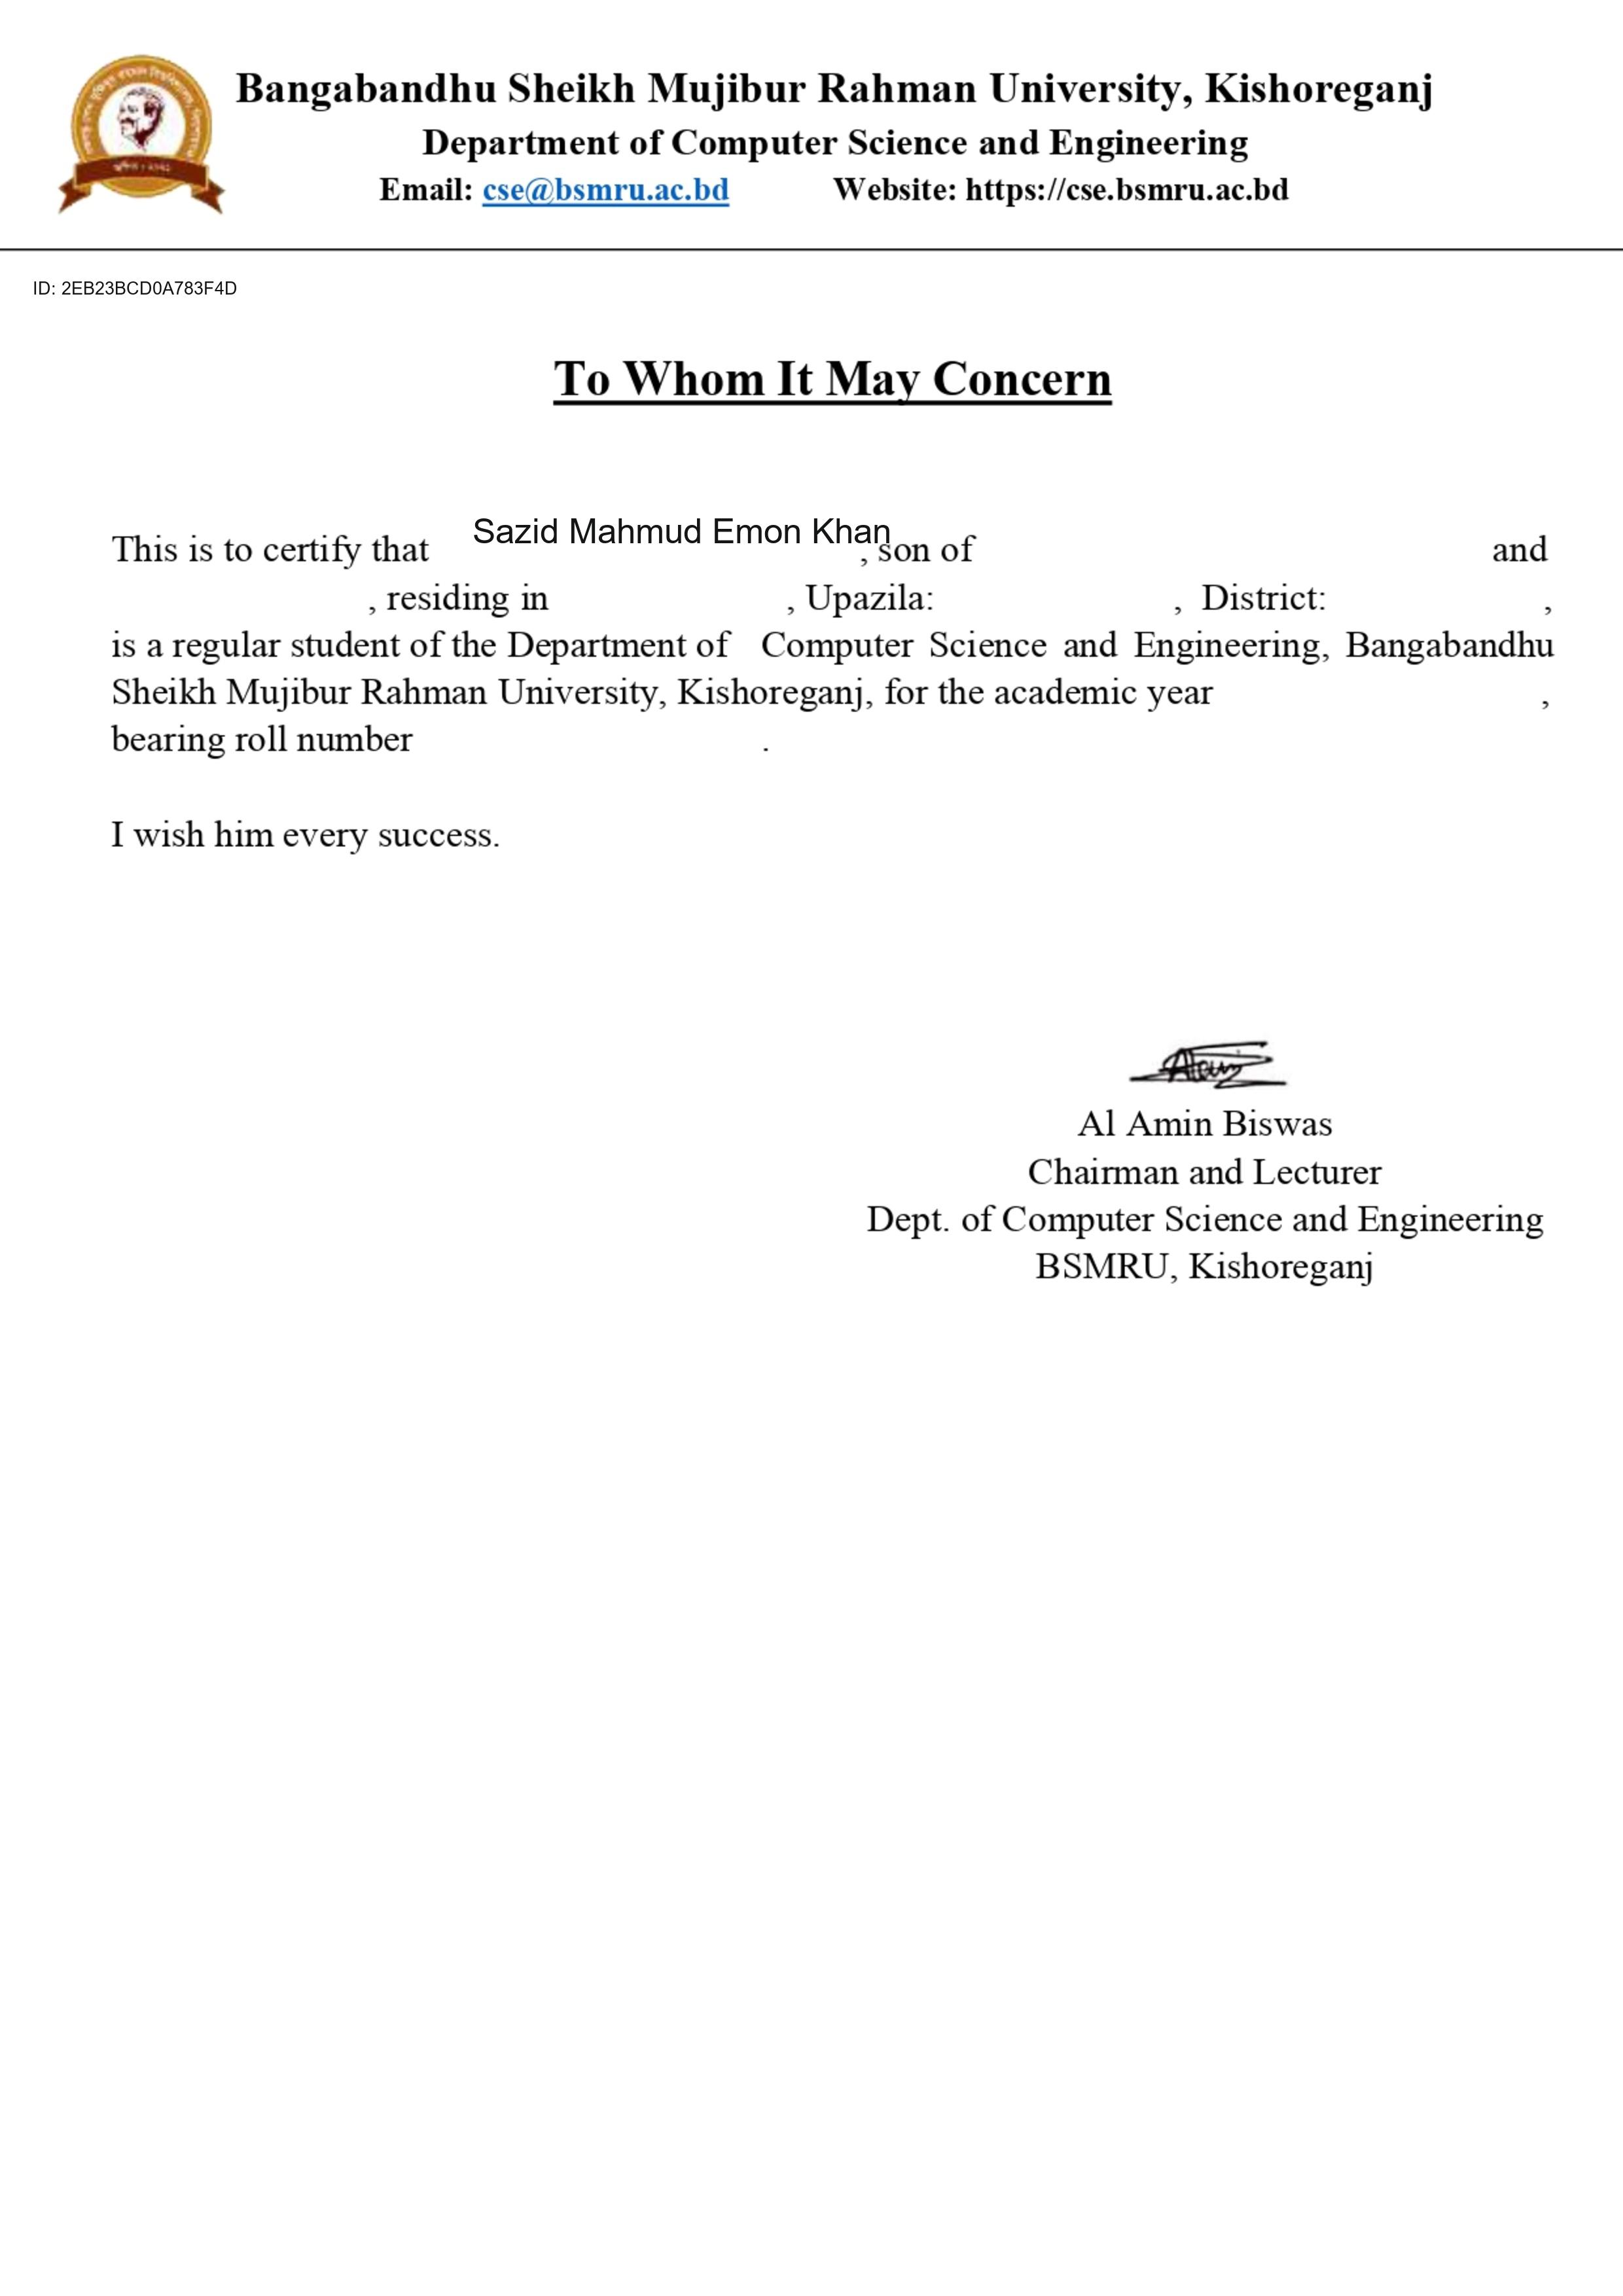 Bangabandhu Sheikh Mujibur Rahman University, Kishoreganj
Department of Computer Science and Engineering
Email: cse@bsmru.ac.bd Website: https://cse.bsmru.ac.bd
ID: 2EB23BCD0A783F4D
To Whom It May Concern
This is to certify that Sazid Mahmud Emon Khan, son of and
, residing in , Upazila: , District: ,
is a regular student of the Department of Computer Science and Engineering, Bangabandhu
Sheikh Mujibur Rahman University, Kishoreganj, for the academic year ,
bearing roll number .
I wish him every success.
Al Amin Biswas
Chairman and Lecturer
Dept. of Computer Science and Engineering
BSMRU, Kishoreganj